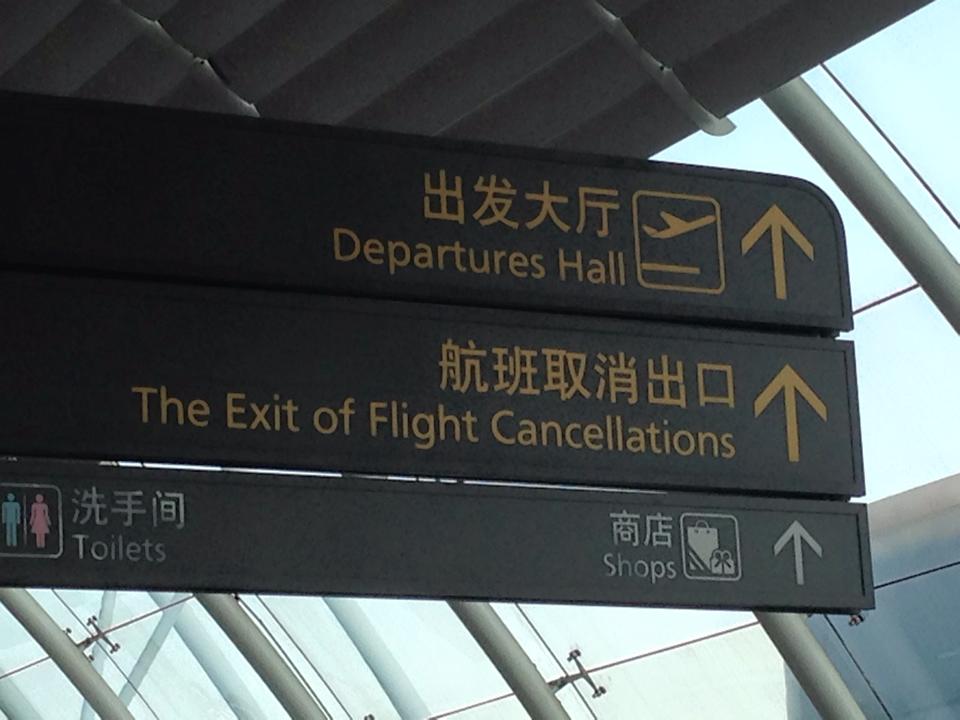 出发大厅
Departures Hall
航班取消出口
The Exit of Flight Cancellations
洗手间
Toilets
商店
Shops